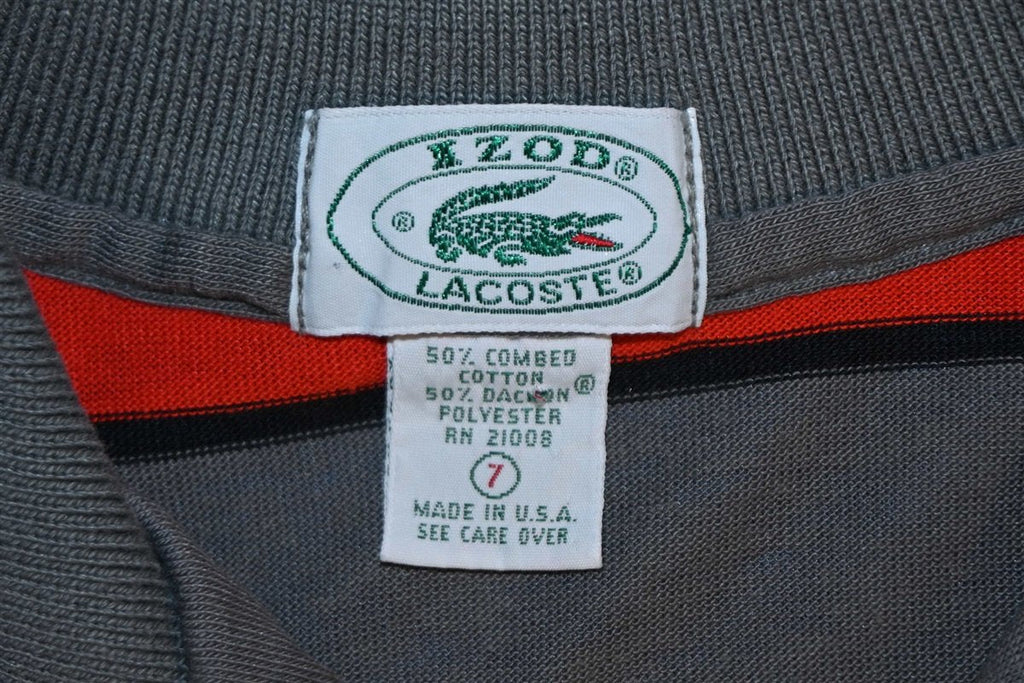 IZOD®
®
LACOSTE®
50% COMBED
COTTON
50% DACRON®
POLYESTER
RN 21008
7
MADE IN U.S.A.
SEE CARE OVER